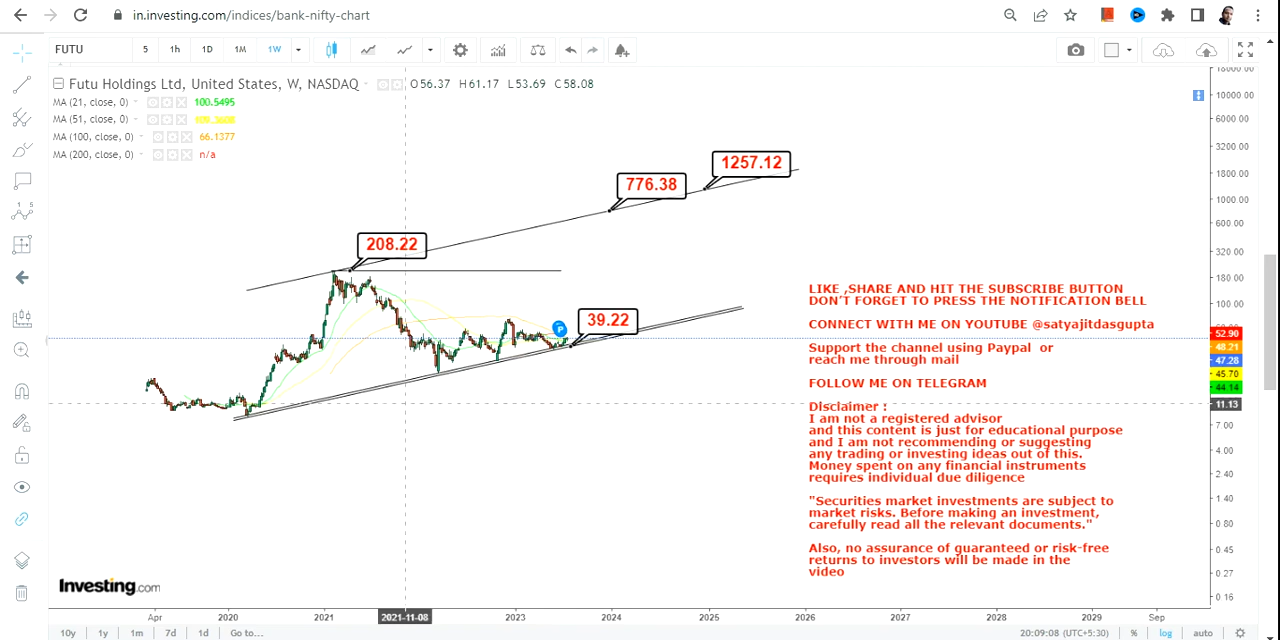 in.investing.com/indices/bank-nifty-chart
FUTU 5 1h 1D 1M 1W
Futu Holdings Ltd, United States, W, NASDAQ O56.37 H61.17 L53.69 C58.08
MA (21, close, 0) 100.5495
MA (51, close, 0)
MA (100, close, 0) 66.1377
MA (200, close, 0) n/a
1257.12
776.38
208.22
39.22
18000.00
10000.00
6000.00
3200.00
1800.00
1000.00
600.00
320.00
180.00
100.00
52.90
48.21
47.28
45.70
44.14
11.13
7.00
4.00
2.40
1.40
0.80
0.45
0.27
0.16
LIKE ,SHARE AND HIT THE SUBSCRIBE BUTTON
DON'T FORGET TO PRESS THE NOTIFICATION BELL
CONNECT WITH ME ON YOUTUBE @satyajitdasgupta
Support the channel using Paypal or
reach me through mail
FOLLOW ME ON TELEGRAM
Disclaimer :
I am not a registered advisor
and this content is just for educational purpose
and I am not recommending or suggesting
any trading or investing ideas out of this.
Money spent on any financial instruments
requires individual due diligence
"Securities market investments are subject to
market risks. Before making an investment,
carefully read all the relevant documents."
Also, no assurance of guaranteed or risk-free
returns to investors will be made in the
video
Investing.com
Apr 2020 2021 2021-11-08 2023 2024 2025 2026 2027 2028 2029 Sep
10y 1y 1m 7d 1d Go to... 20:09:08 (UTC+5:30) % log auto